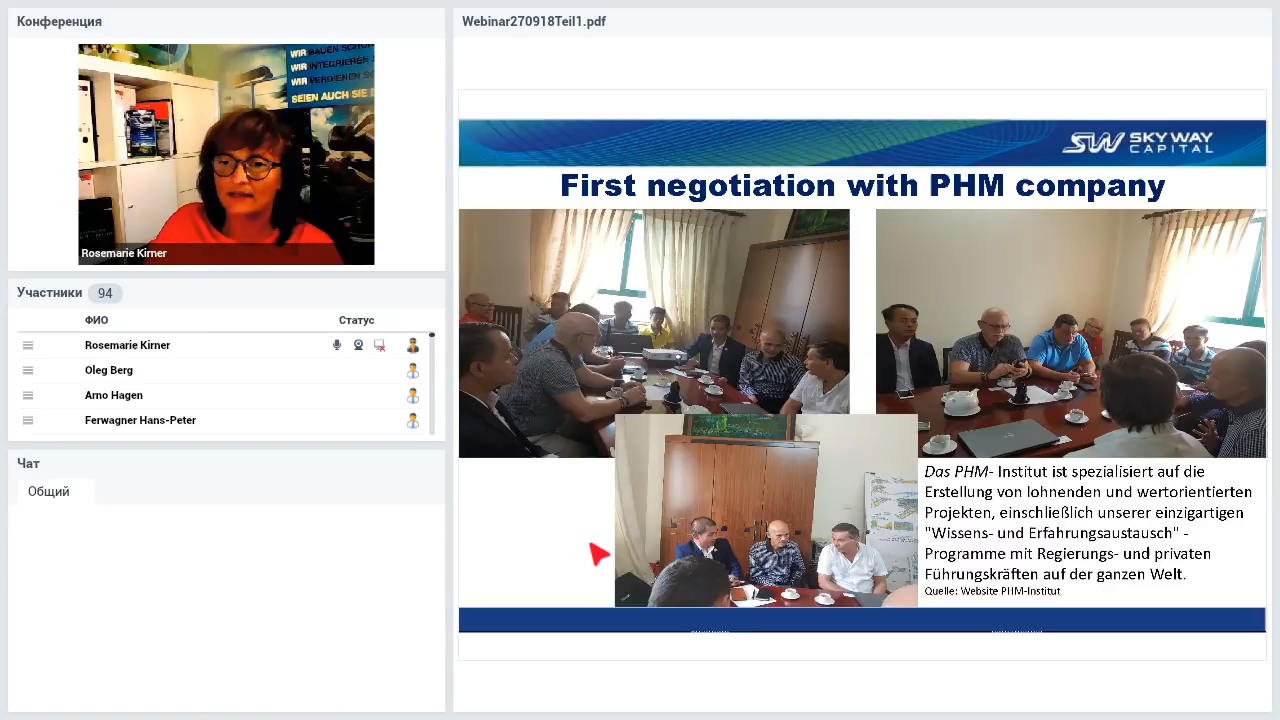 Конференция
WIR BAUEN SCHON
WIR INTEGRIEREN
WIR VERDIENEN
SEIEN AUCH SIE
Rosemarie Kirner
Участники 94
ФИО Статус
Rosemarie Kirner
Oleg Berg
Arno Hagen
Ferwagner Hans-Peter
Чат
Общий
Webinar270918Teil1.pdf
SW SKY WAY
CAPITAL
First negotiation with PHM company
Das PHM- Institut ist spezialisiert auf die
Erstellung von lohnenden und wertorientierten
Projekten, einschließlich unserer einzigartigen
"Wissens- und Erfahrungsaustausch" -
Programme mit Regierungs- und privaten
Führungskräften auf der ganzen Welt.
Quelle: Website PHM-Institut